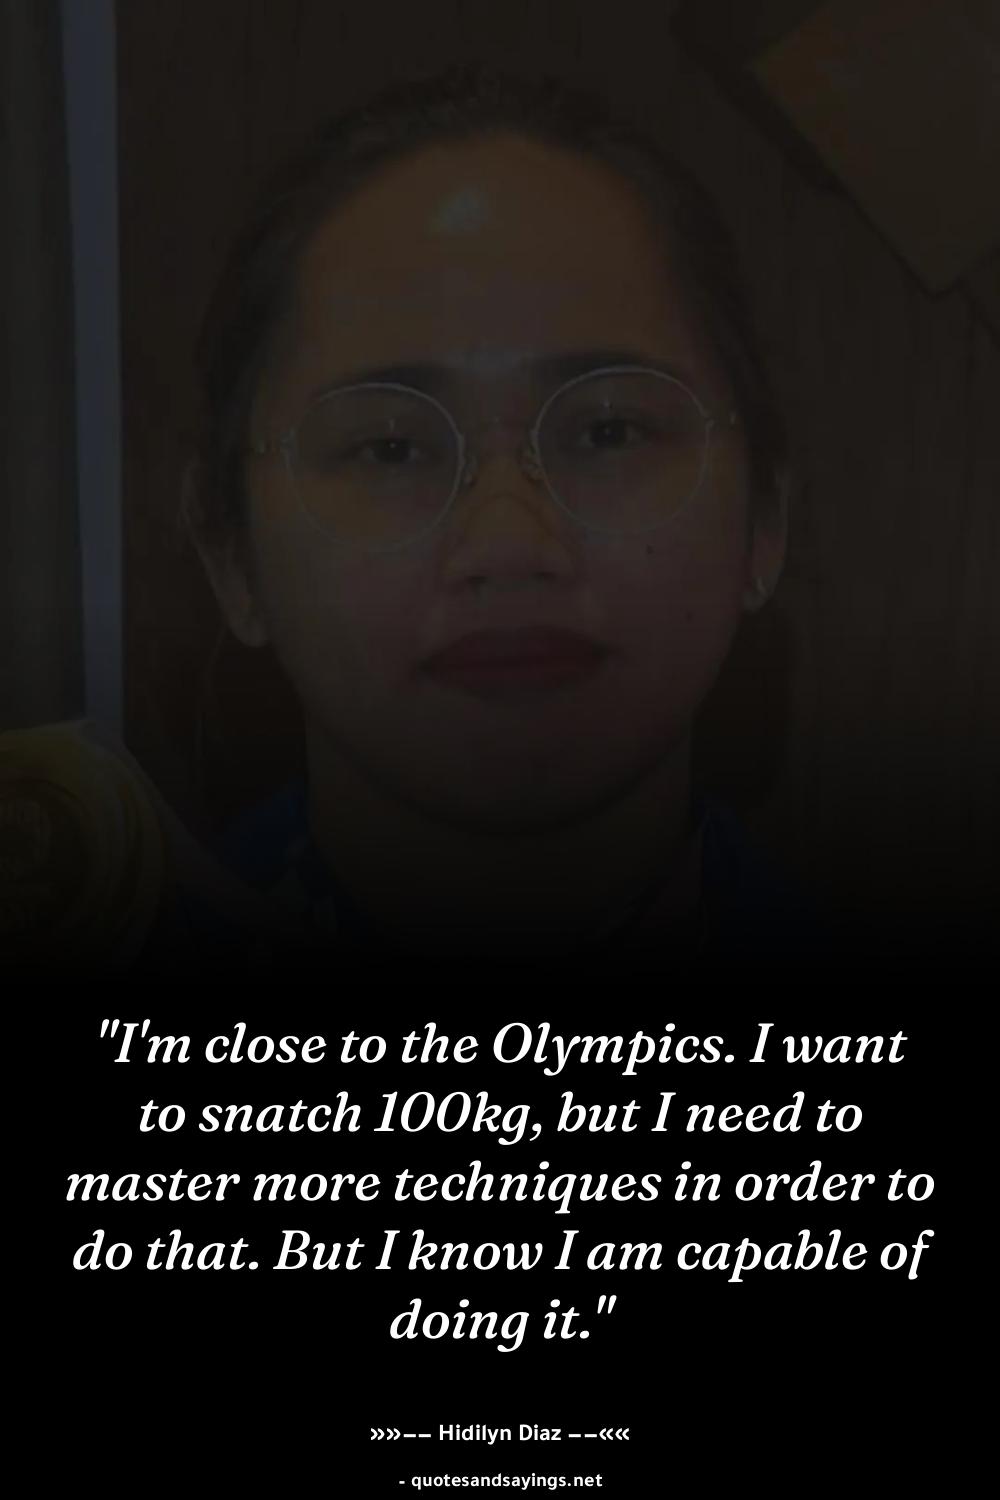 "I'm close to the Olympics. I want
to snatch 100kg, but I need to
master more techniques in order to
do that. But I know I am capable of
doing it."
»»–– Hidilyn Diaz ––««
- quotesandsayings.net